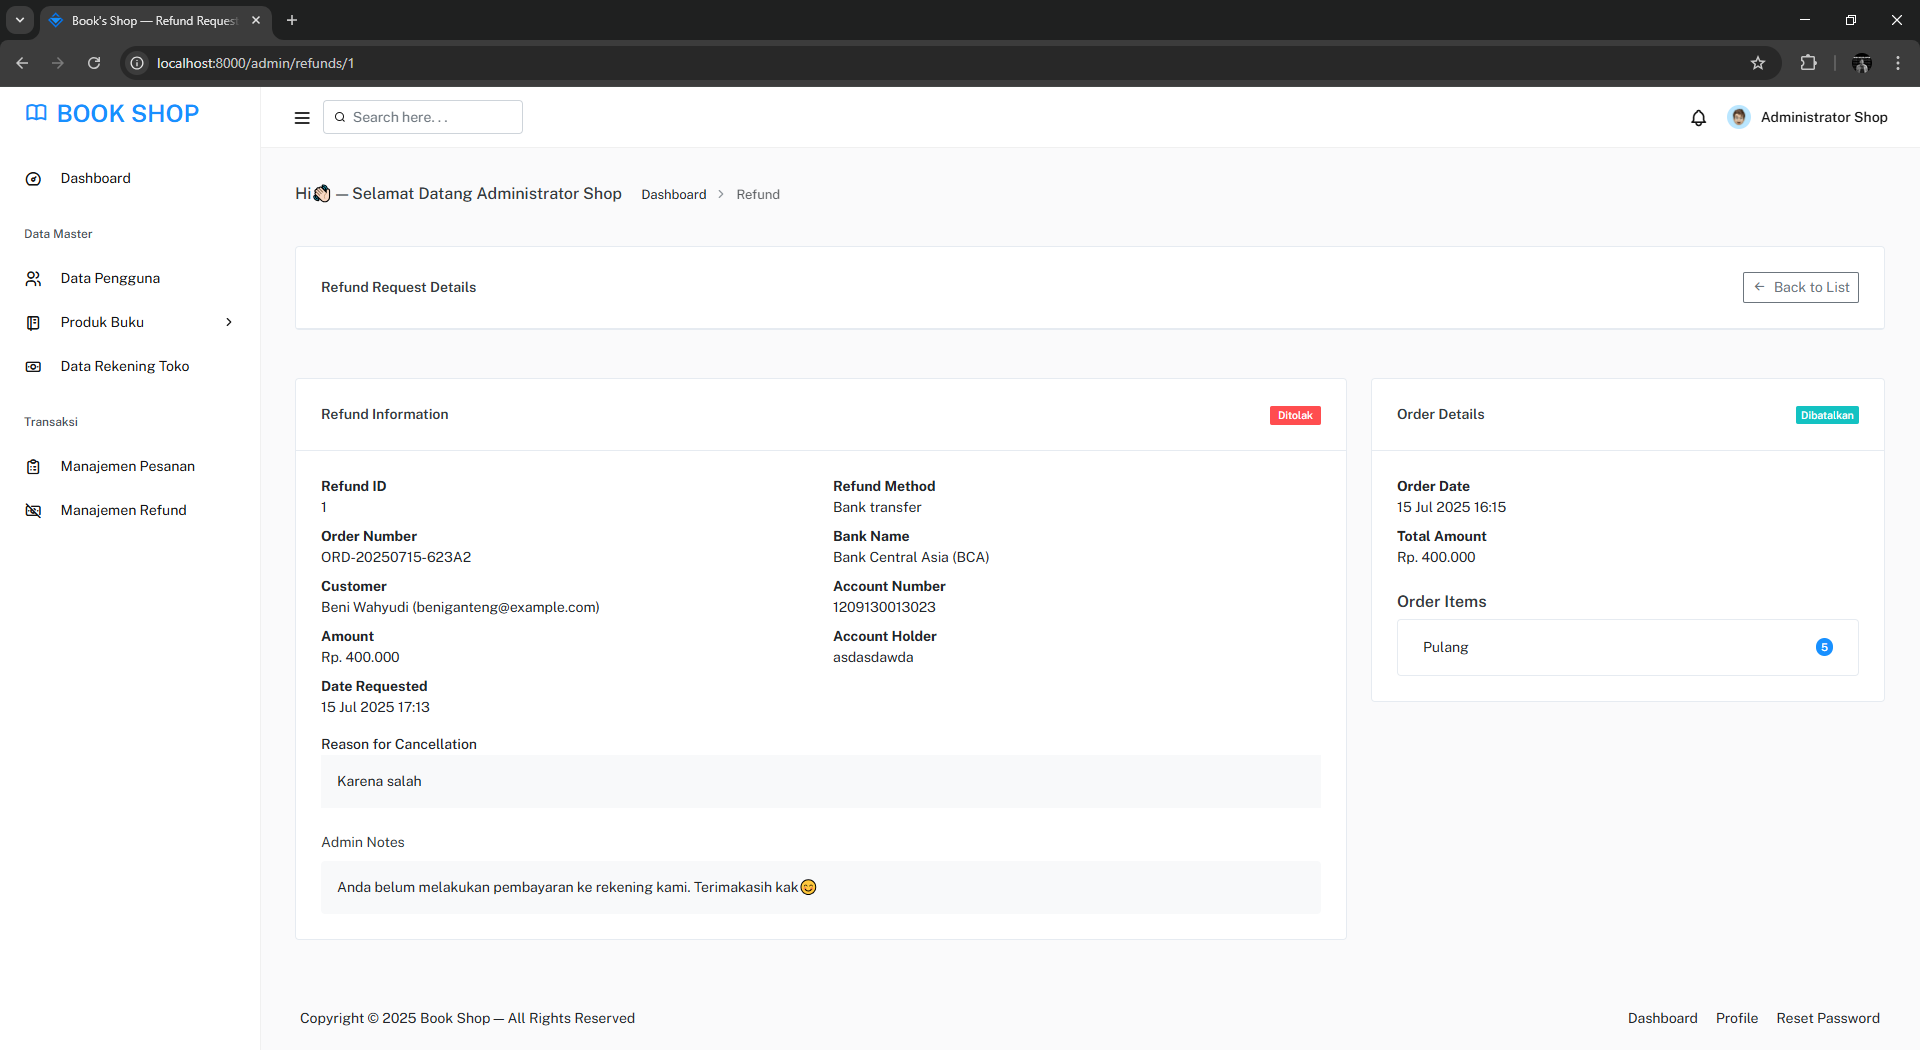 Book's Shop — Refund Request
localhost:8000/admin/refunds/1
BOOK SHOP
Search here. . .
Administrator Shop
Dashboard
Data Master
Data Pengguna
Produk Buku
Data Rekening Toko
Transaksi
Manajemen Pesanan
Manajemen Refund
Hi👋🏻 — Selamat Datang Administrator Shop
Dashboard > Refund
Refund Request Details
← Back to List
Refund Information
Ditolak
Refund ID
1
Order Number
ORD-20250715-623A2
Customer
Beni Wahyudi (beniganteng@example.com)
Amount
Rp. 400.000
Date Requested
15 Jul 2025 17:13
Refund Method
Bank transfer
Bank Name
Bank Central Asia (BCA)
Account Number
1209130013023
Account Holder
asdasdawda
Reason for Cancellation
Karena salah
Admin Notes
Anda belum melakukan pembayaran ke rekening kami. Terimakasih kak😊
Order Details
Dibatalkan
Order Date
15 Jul 2025 16:15
Total Amount
Rp. 400.000
Order Items
Pulang
5
Copyright © 2025 Book Shop — All Rights Reserved
Dashboard
Profile
Reset Password